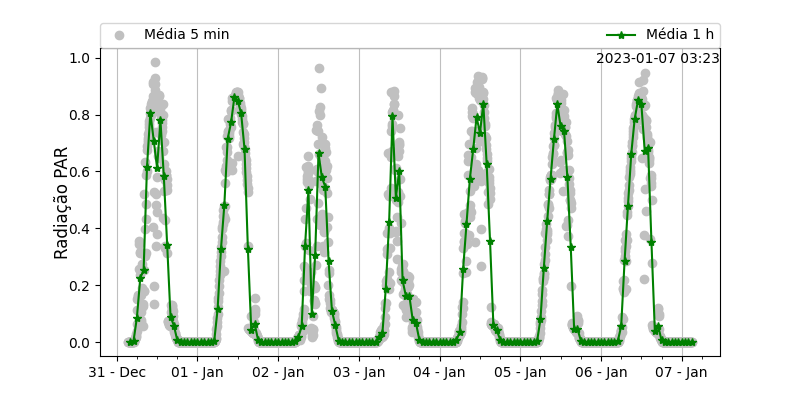 Média 5 min
Média 1 h
2023-01-07 03:23
Radiação PAR
1.0
0.8
0.6
0.4
0.2
0.0
31 - Dec
01 - Jan
02 - Jan
03 - Jan
04 - Jan
05 - Jan
06 - Jan
07 - Jan